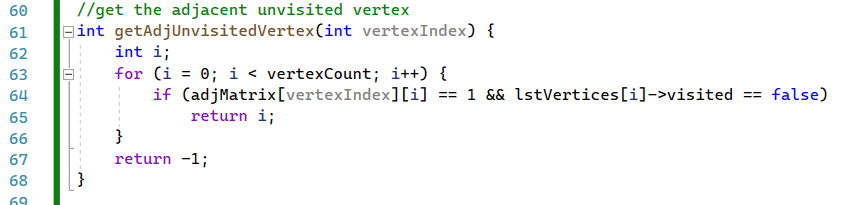 60 //get the adjacent unvisited vertex
61 int getAdjUnvisitedVertex(int vertexIndex) {
62 int i;
63 for (i = 0; i < vertexCount; i++) {
64 if (adjMatrix[vertexIndex][i] == 1 && lstVertices[i]->visited == false)
65 return i;
66 }
67 return -1;
68 }
69